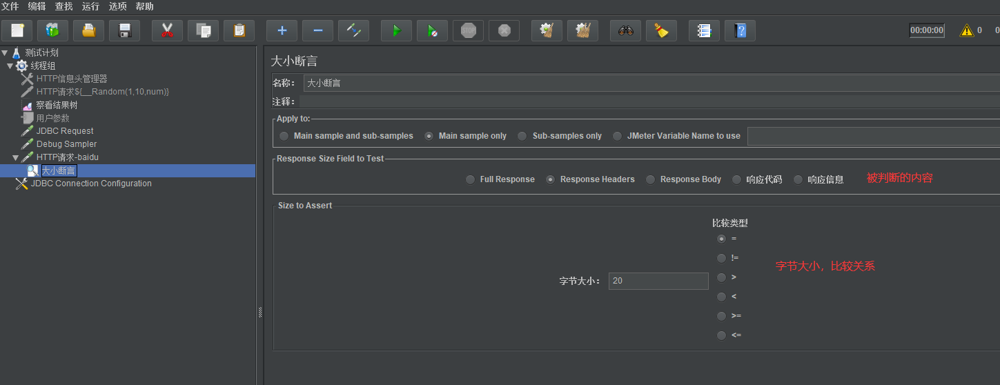 文件 编辑 查找 运行 选项 帮助
STOP
00:00:00
0
0
测试计划
线程组
HTTP信息头管理器
HTTP请求${__Random(1,10,num)}
察看结果树
用户参数
JDBC Request
Debug Sampler
HTTP请求-baidu
大小断言
JDBC Connection Configuration
大小断言
名称： 大小断言
注释：
Apply to:
Main sample and sub-samples Main sample only Sub-samples only JMeter Variable Name to use
Response Size Field to Test
Full Response Response Headers Response Body 响应代码 响应信息 被判断的内容
Size to Assert
比较类型
=
!=
字节大小，比较关系
>
字节大小： 20
<
>=
<=